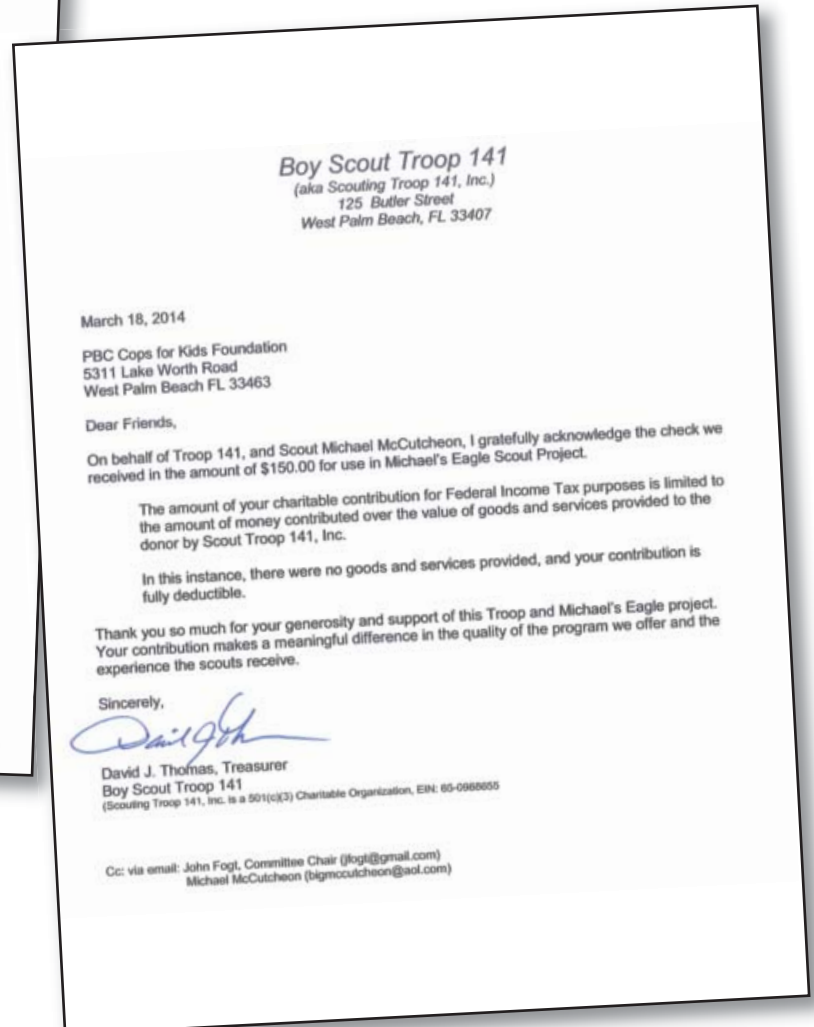 Boy Scout Troop 141
(aka Scouting Troop 141, Inc.)
125 Butler Street
West Palm Beach, FL 33407
March 18, 2014
PBC Cops for Kids Foundation
5311 Lake Worth Road
West Palm Beach FL 33463
Dear Friends,
On behalf of Troop 141, and Scout Michael McCutcheon, I gratefully acknowledge the check we
received in the amount of $150.00 for use in Michael's Eagle Scout Project.
The amount of your charitable contribution for Federal Income Tax purposes is limited to
the amount of money contributed over the value of goods and services provided to the
donor by Scout Troop 141, Inc.
In this instance, there were no goods and services provided, and your contribution is
fully deductible.
Thank you so much for your generosity and support of this Troop and Michael's Eagle project.
Your contribution makes a meaningful difference in the quality of the program we offer and the
experience the scouts receive.
Sincerely,
David J. Thomas, Treasurer
Boy Scout Troop 141
(Scouting Troop 141, Inc. is a 501(c)(3) Charitable Organization, EIN: 65-0988655
Cc: via email: John Fogt, Committee Chair (jfogt@gmail.com)
Michael McCutcheon (bigmccutcheon@aol.com)